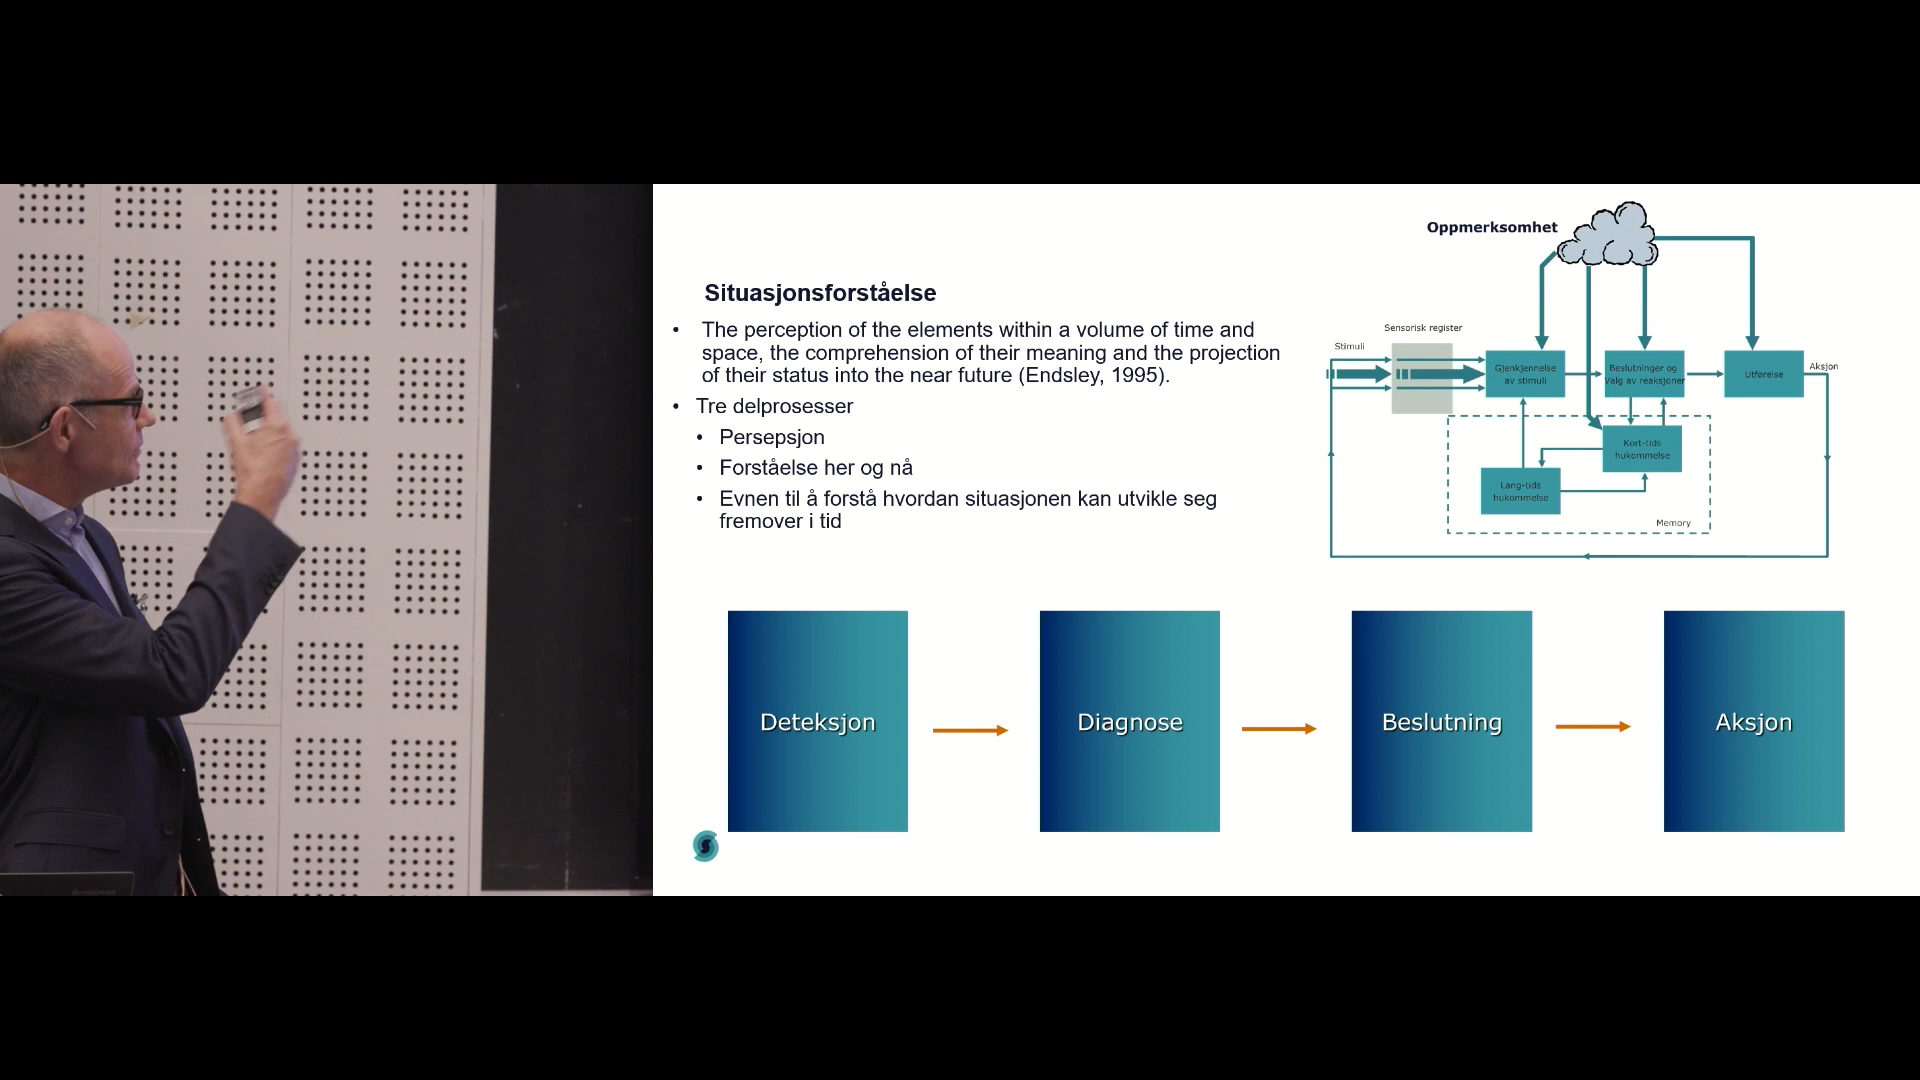 Oppmerksomhet
Situasjonsforståelse
• The perception of the elements within a volume of time and
space, the comprehension of their meaning and the projection
of their status into the near future (Endsley, 1995).
• Tre delprosesser
• Persepsjon
• Forståelse her og nå
• Evnen til å forstå hvordan situasjonen kan utvikle seg
fremover i tid
Sensorisk register
Stimuli
Gjenkjennelse
av stimuli
Beslutninger og
Valg av reaksjoner
Utførelse
Aksjon
Kort-tids
hukommelse
Lang-tids
hukommelse
Memory
Deteksjon
Diagnose
Beslutning
Aksjon